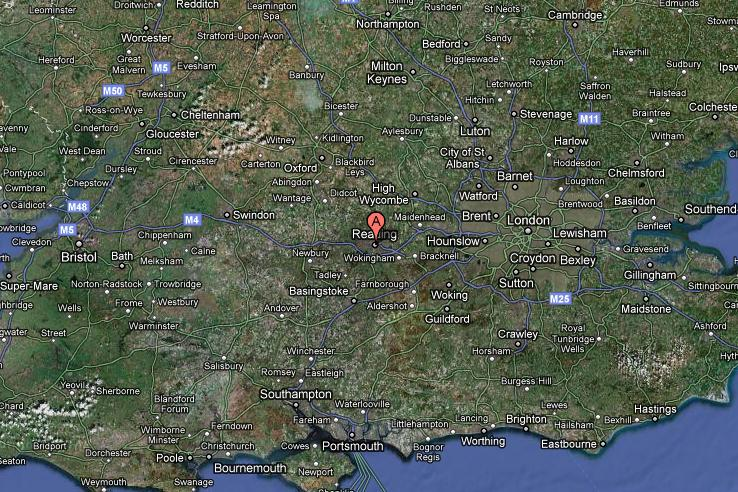 Leominster
Droitwich
Redditch
Leamington
Spa
Northampton
Rushden
St Neots
Cambridge
Edmunds
Worcester
Stratford-Upon-Avon
Bedford
Sandy
Biggleswade
Haverhill
Stowm
Hereford
Great
Malvern
M5
Evesham
Banbury
Milton
Keynes
Royston
Sudbury
Ipsw
M50
Tewkesbury
Letchworth
Saffron
Walden
Halstead
Ross-on-Wye
Cheltenham
Bicester
Hitchin
Stevenage
M11
Braintree
Colchester
Cinderford
Gloucester
Dunstable
Luton
Witham
West Dean
Stroud
Witney
Kidlington
Aylesbury
Harlow
Pontypool
Dursley
Cirencester
Carterton
Oxford
Blackbird
Leys
City of St
Albans
Hoddesdon
Chelmsford
Cwmbran
Chepstow
Abingdon
Barnet
Loughton
Caldicot
M48
Wantage
Didcot
High
Wycombe
Watford
Brentwood
Basildon
M5
M4
Swindon
A
Maidenhead
Brent
London
Benfleet
Southend
Clevedon
Chippenham
Reading
Hounslow
Lewisham
Bristol
Bath
Melksham
Newbury
Wokingham
Bracknell
Croydon
Bexley
Gravesend
Gillingham
Super-Mare
Norton-Radstock
Trowbridge
Tadley
Farnborough
Woking
Sutton
Sittingbourn
Frome
Westbury
Basingstoke
Aldershot
M25
Maidstone
Wells
Warminster
Andover
Guildford
Street
Crawley
Royal
Tunbridge
Wells
Ashford
Winchester
Horsham
Salisbury
Romsey
Eastleigh
Burgess Hill
Yeovil
Sherborne
Blandford
Forum
Southampton
Waterlooville
Lewes
Hastings
Chard
Fareham
Littlehampton
Lancing
Brighton
Hailsham
Bexhill
Bridport
Wimborne
Minster
Ferndown
Portsmouth
Bognor
Regis
Worthing
Eastbourne
Dorchester
Poole
Christchurch
Cowes
Bournemouth
Newport
Weymouth
Swanage